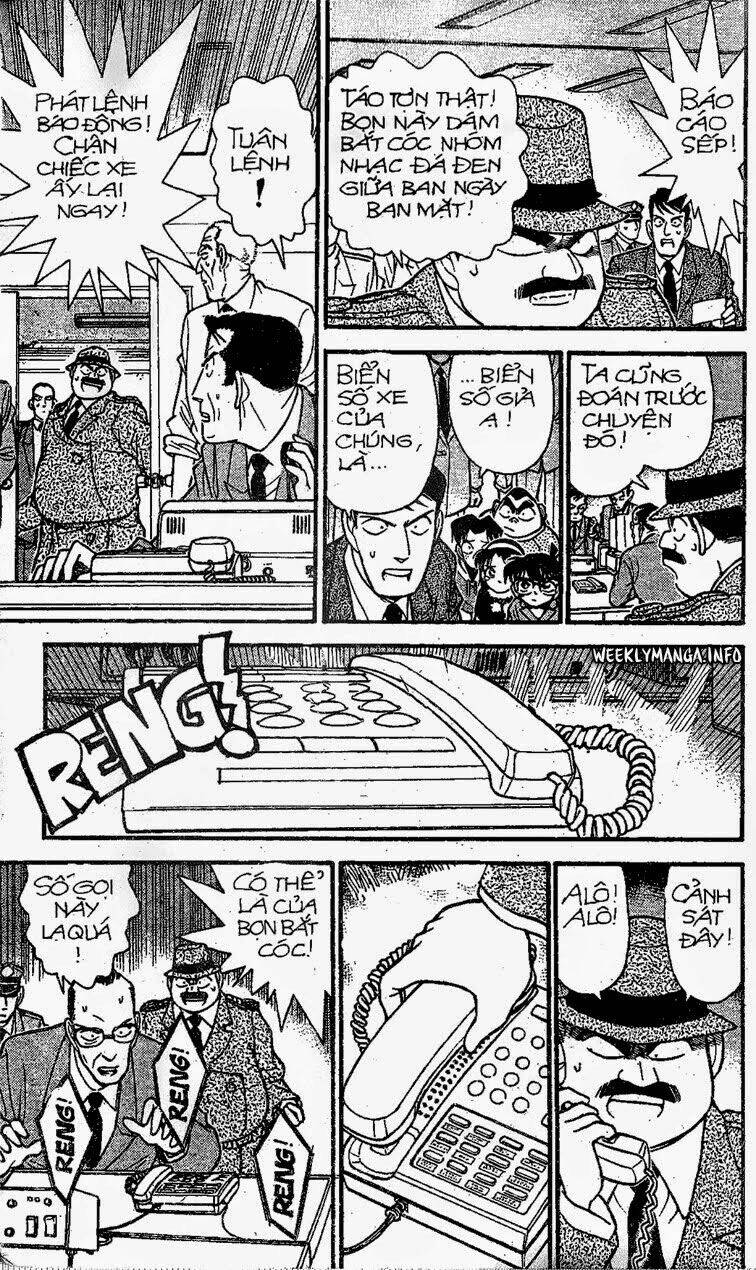 PHÁT LỆNH
BÁO ĐỘNG!
CHẶN
CHIẾC XE
ẤY LẠI
NGAY!
TUÂN
LỆNH
!
TÁO TỢN THẬT!
BỌN NÀY DÁM
BẮT CÓC NHÓM
NHẠC ĐÁ ĐEN
GIỮA BAN NGÀY
BAN MẶT!
BÁO
CÁO
SẾP!
BIỂN
SỐ XE
CỦA
CHÚNG,
LÀ...
... BIỂN
SỐ GIẢ
Ạ!
TA CŨNG
ĐOÁN TRƯỚC
CHUYỆN
ĐÓ!
WEEKLYMANGA.INFO
RENG!
SỐ GỌI
NÀY
LẠ QUÁ
!
CÓ THỂ
LÀ CỦA
BỌN BẮT
CÓC!
RENG!
RENG!
RENG!
ALÔ!
ALÔ!
CẢNH
SÁT
ĐÂY!